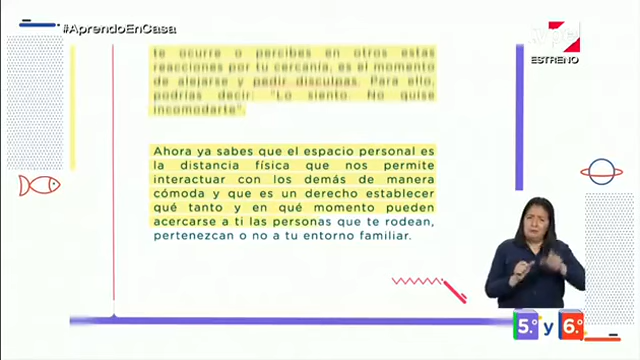 #AprendoEnCasa
ESTRENO
te ocurre o percibes en otros estas
reacciones por tu cercanía, es el momento
de alejarse y pedir disculpas. Para ello,
podrías decir: "Lo siento. No quise
incomodarte".
Ahora ya sabes que el espacio personal es
la distancia física que nos permite
interactuar con los demás de manera
cómoda y que es un derecho establecer
qué tanto y en qué momento pueden
acercarse a ti las personas que te rodean,
pertenezcan o no a tu entorno familiar.
5.º y 6.º